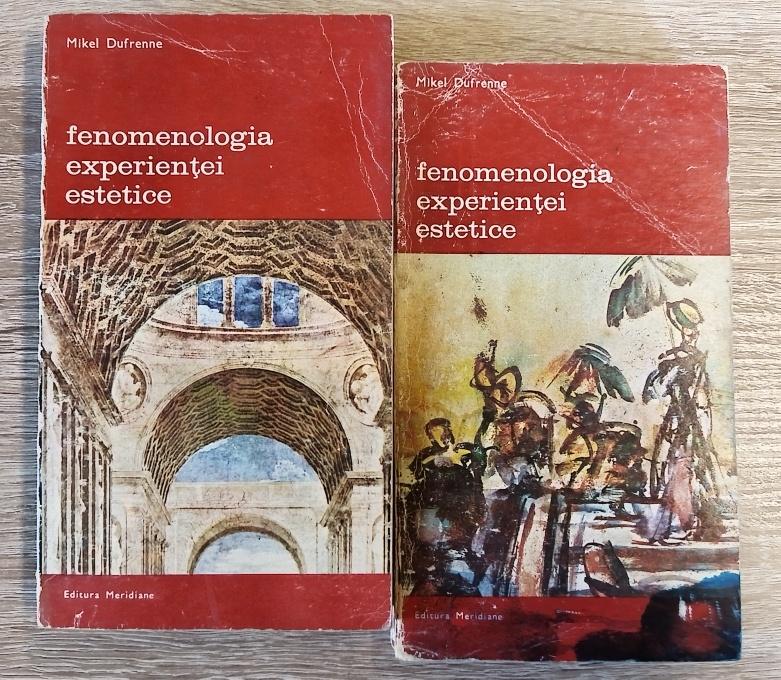 Mikel Dufrenne
fenomenologia
experienţei
estetice
Editura Meridiane
Mikel Dufrenne
fenomenologia
experienţei
estetice
Editura Meridiane